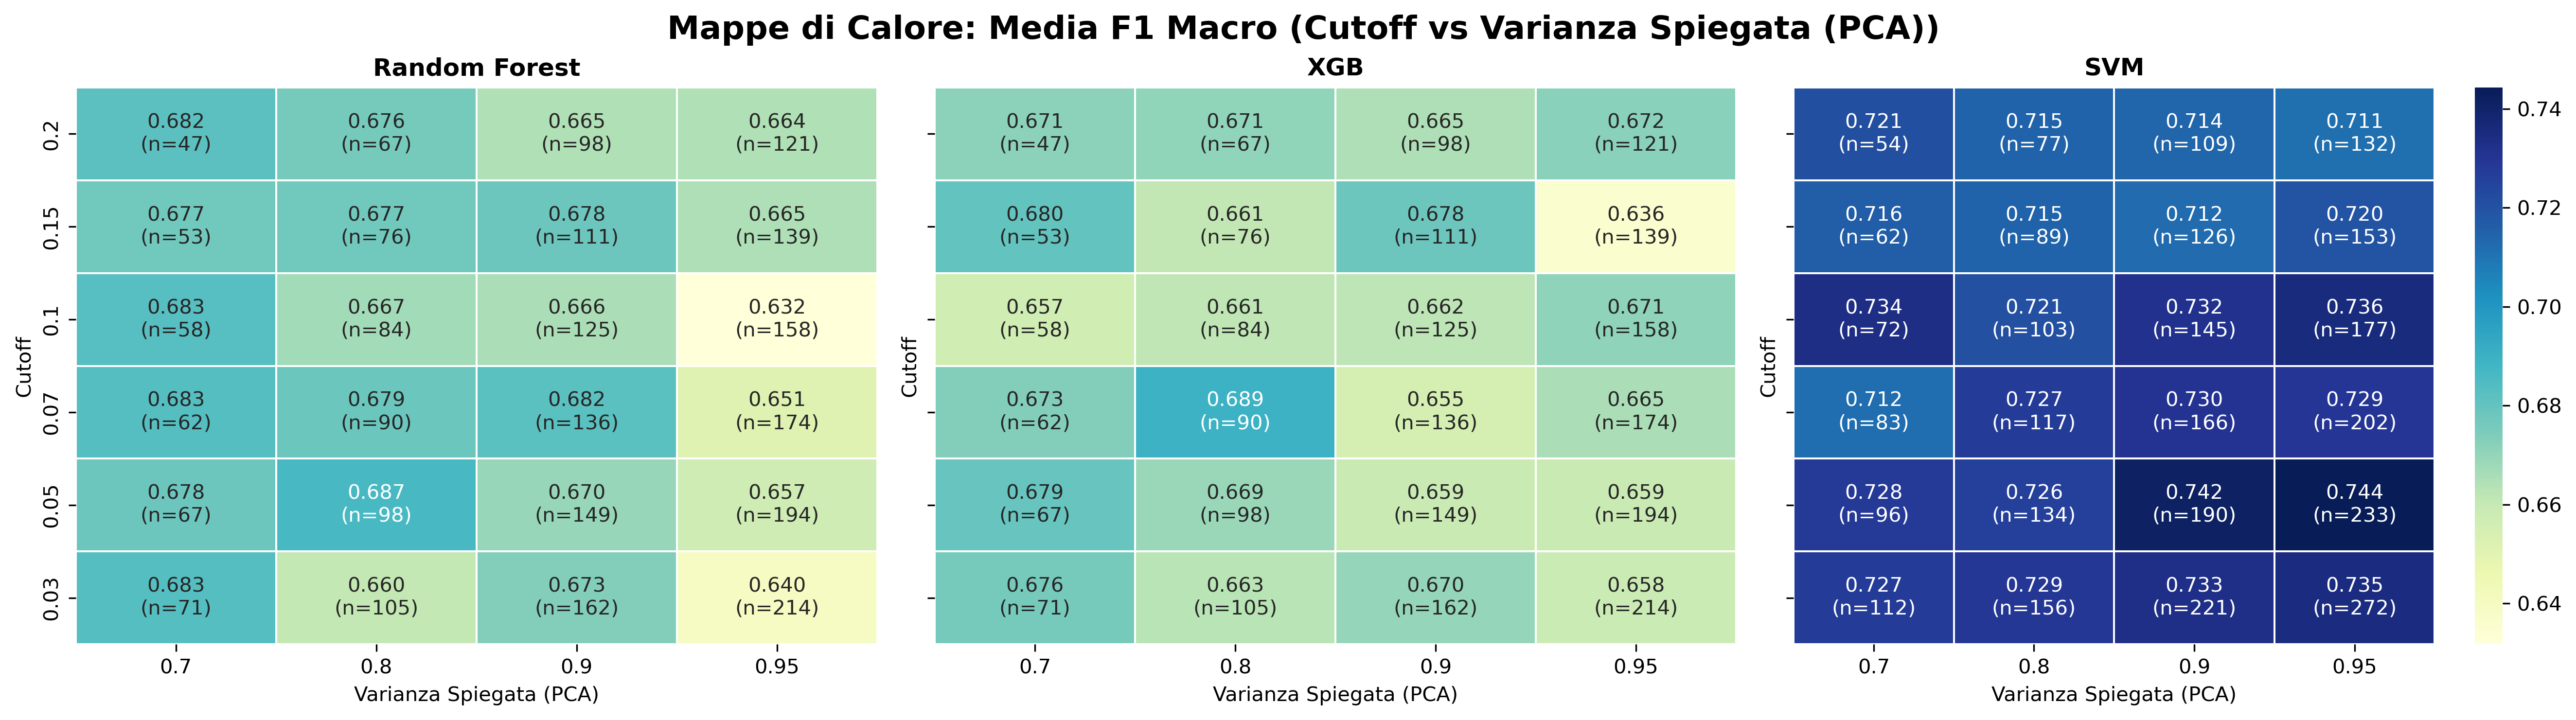 Mappe di Calore: Media F1 Macro (Cutoff vs Varianza Spiegata (PCA))
Random Forest
Cutoff
0.2
0.682
(n=47)
0.676
(n=67)
0.665
(n=98)
0.664
(n=121)
0.15
0.677
(n=53)
0.677
(n=76)
0.678
(n=111)
0.665
(n=139)
0.1
0.683
(n=58)
0.667
(n=84)
0.666
(n=125)
0.632
(n=158)
0.07
0.683
(n=62)
0.679
(n=90)
0.682
(n=136)
0.651
(n=174)
0.05
0.678
(n=67)
0.687
(n=98)
0.670
(n=149)
0.657
(n=194)
0.03
0.683
(n=71)
0.660
(n=105)
0.673
(n=162)
0.640
(n=214)
0.7 0.8 0.9 0.95
Varianza Spiegata (PCA)
XGB
Cutoff
0.671
(n=47)
0.671
(n=67)
0.665
(n=98)
0.672
(n=121)
0.680
(n=53)
0.661
(n=76)
0.678
(n=111)
0.636
(n=139)
0.657
(n=58)
0.661
(n=84)
0.662
(n=125)
0.671
(n=158)
0.673
(n=62)
0.689
(n=90)
0.655
(n=136)
0.665
(n=174)
0.679
(n=67)
0.669
(n=98)
0.659
(n=149)
0.659
(n=194)
0.676
(n=71)
0.663
(n=105)
0.670
(n=162)
0.658
(n=214)
0.7 0.8 0.9 0.95
Varianza Spiegata (PCA)
SVM
Cutoff
0.721
(n=54)
0.715
(n=77)
0.714
(n=109)
0.711
(n=132)
0.716
(n=62)
0.715
(n=89)
0.712
(n=126)
0.720
(n=153)
0.734
(n=72)
0.721
(n=103)
0.732
(n=145)
0.736
(n=177)
0.712
(n=83)
0.727
(n=117)
0.730
(n=166)
0.729
(n=202)
0.728
(n=96)
0.726
(n=134)
0.742
(n=190)
0.744
(n=233)
0.727
(n=112)
0.729
(n=156)
0.733
(n=221)
0.735
(n=272)
0.7 0.8 0.9 0.95
Varianza Spiegata (PCA)
0.74
0.72
0.70
0.68
0.66
0.64